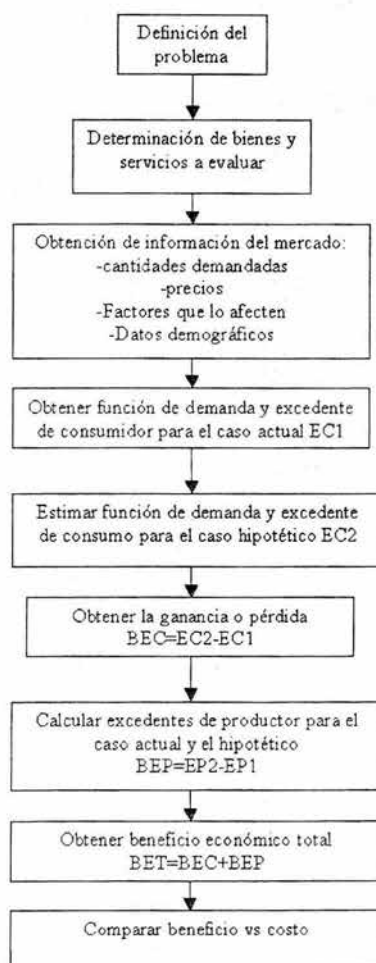 Definición del
problema
Determinación de bienes y
servicios a evaluar
Obtención de información del mercado:
-cantidades demandadas
-precios
-Factores que lo afecten
-Datos demográficos
Obtener función de demanda y excedente
de consumidor para el caso actual EC1
Estimar función de demanda y excedente
de consumo para el caso hipotético EC2
Obtener la ganancia o pérdida
BEC=EC2-EC1
Calcular excedentes de productor para el
caso actual y el hipotético
BEP=EP2-EP1
Obtener beneficio económico total
BET=BEC+BEP
Comparar beneficio vs costo